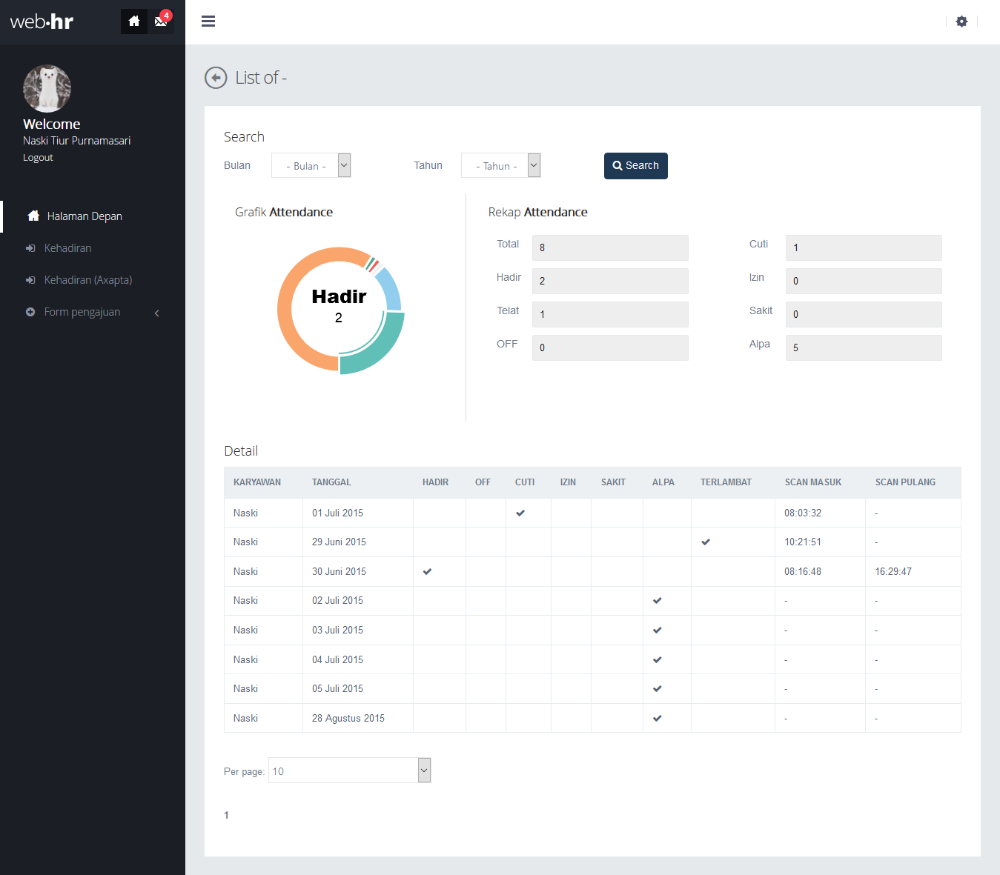 web·hr
4
Welcome
Naski Tiur Purnamasari
Logout
Halaman Depan
Kehadiran
Kehadiran (Axapta)
Form pengajuan
List of -
Search
Bulan - Bulan - Tahun - Tahun - Search
Grafik Attendance
Hadir
2
Rekap Attendance
Total 8 Cuti 1
Hadir 2 Izin 0
Telat 1 Sakit 0
OFF 0 Alpa 5
Detail
KARYAWAN TANGGAL HADIR OFF CUTI IZIN SAKIT ALPA TERLAMBAT SCAN MASUK SCAN PULANG
Naski 01 Juli 2015 08:03:32 -
Naski 29 Juni 2015 10:21:51 -
Naski 30 Juni 2015 08:16:48 16:29:47
Naski 02 Juli 2015 - -
Naski 03 Juli 2015 - -
Naski 04 Juli 2015 - -
Naski 05 Juli 2015 - -
Naski 28 Agustus 2015 - -
Per page: 10
1